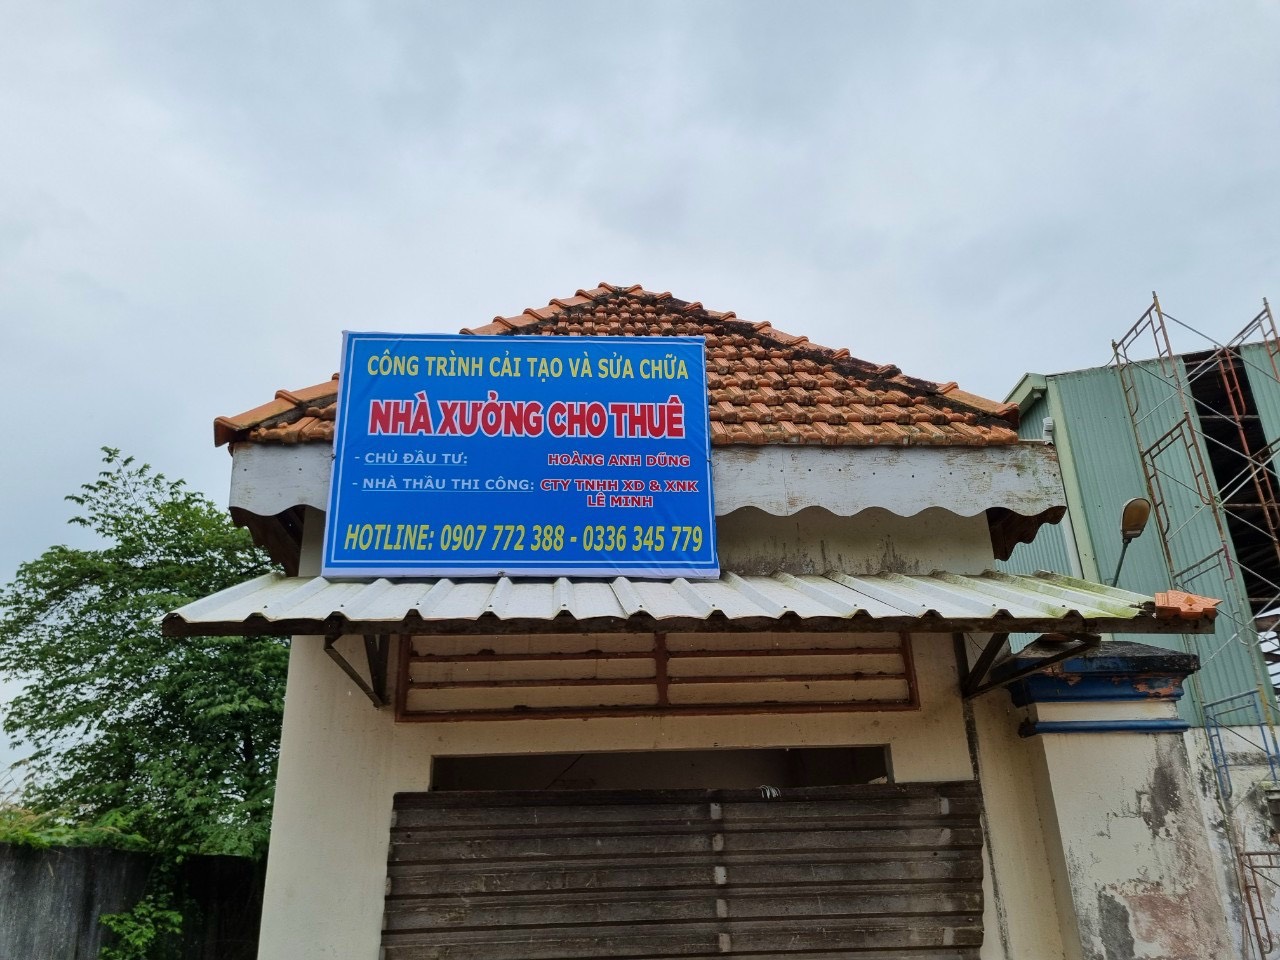 CÔNG TRÌNH CẢI TẠO VÀ SỬA CHỮA
NHÀ XƯỞNG CHO THUÊ
- CHỦ ĐẦU TƯ: HOÀNG ANH DŨNG
- NHÀ THẦU THI CÔNG: CTY TNHH XD & XNK
LÊ MINH
HOTLINE: 0907 772 388 - 0336 345 779